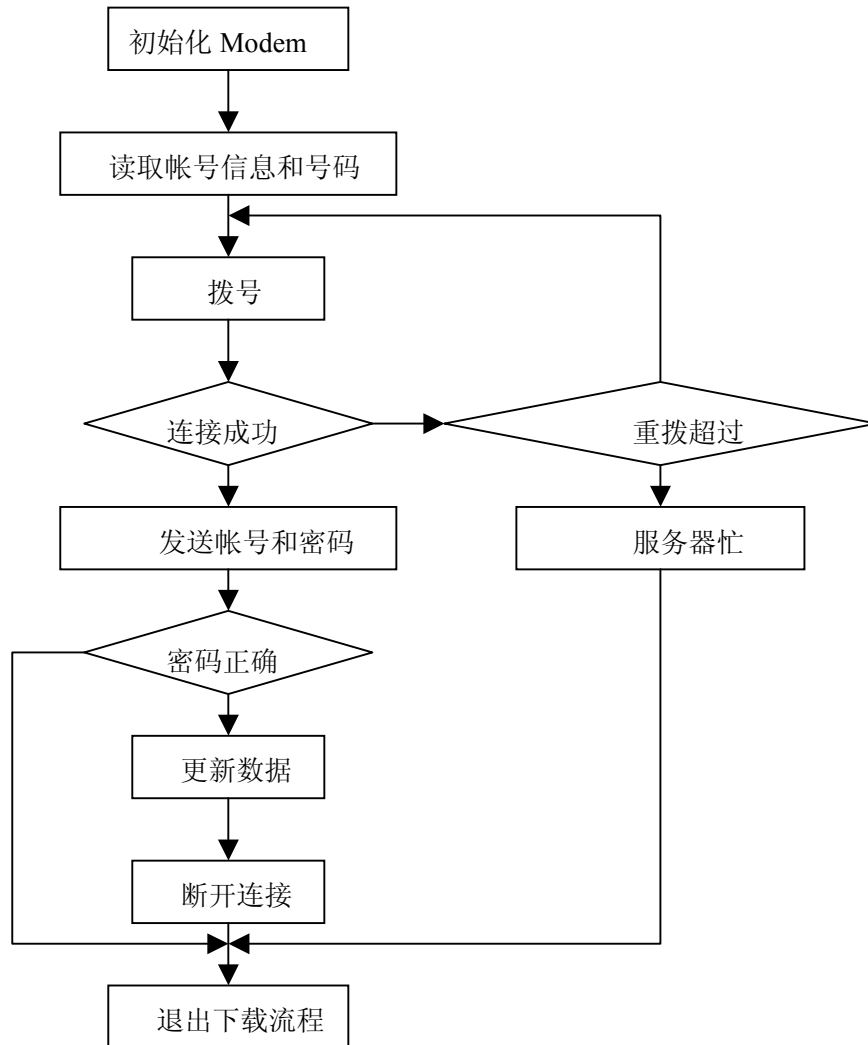 初始化 Modem
读取帐号信息和号码
拨号
连接成功
重拨超过
发送帐号和密码
服务器忙
密码正确
更新数据
断开连接
退出下载流程